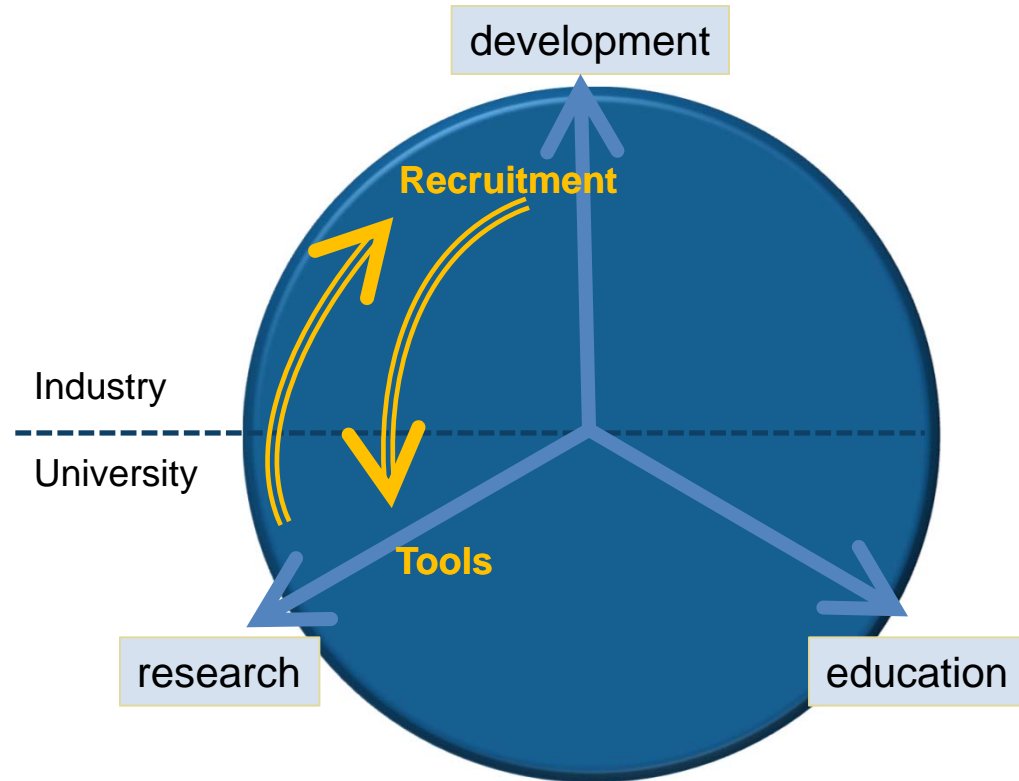 development
Recruitment
Industry
University
Tools
research
education